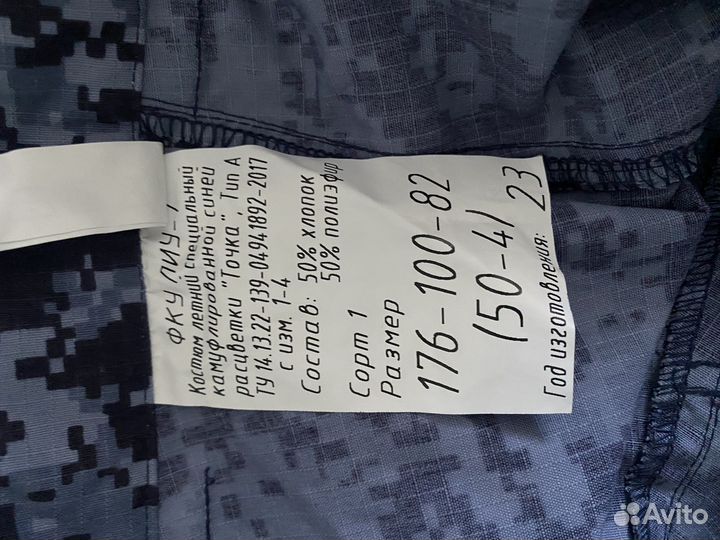 ФКУ ЛИУ-7
Костюм летний специальный
камуфлированной синей
расцветки "Точка", Тип А
ТУ 14.13.22-139-04941892-2017
с изм. 1-4
Состав: 50% хлопок
50% полиэфир
Сорт 1
Размер
176-100-82
(50-4)
Год изготовления: 23
Avito